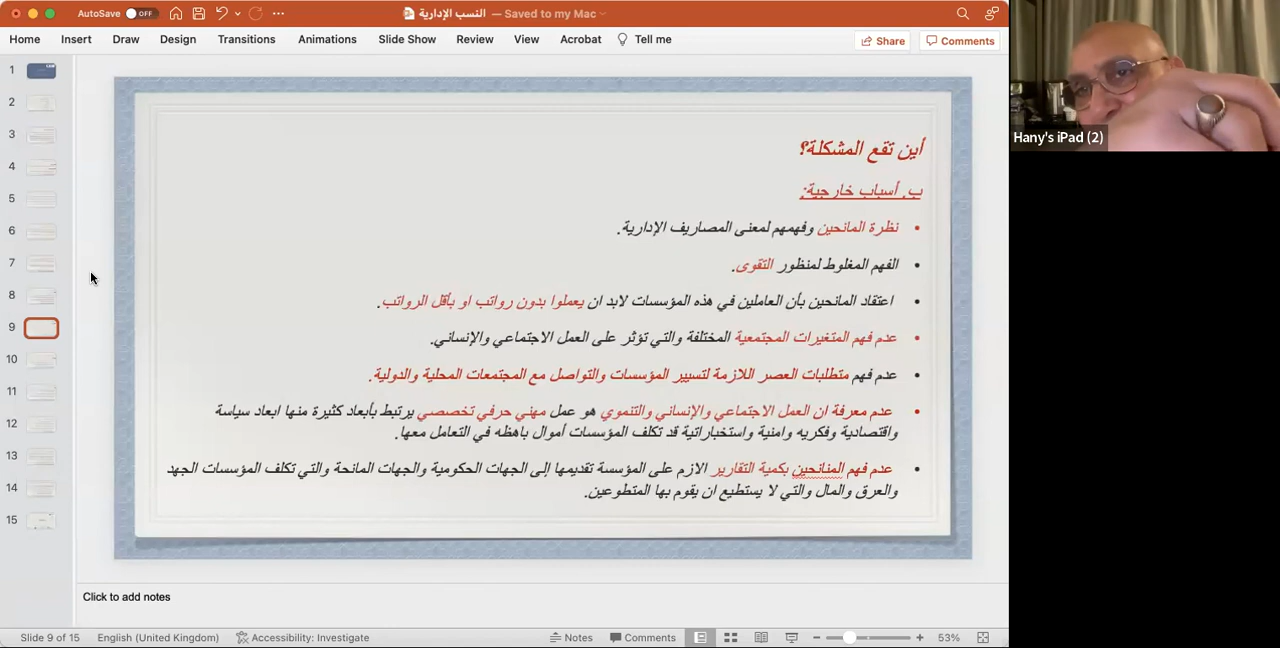 AutoSave OFF
النسب الإدارية — Saved to my Mac
Home Insert Draw Design Transitions Animations Slide Show Review View Acrobat Tell me
Share Comments
Hany's iPad (2)
1
2
3
4
5
6
7
8
9
10
11
12
13
14
15
أين تقع المشكلة؟
ب. أسباب خارجية:
• نظرة المانحين وفهمهم لمعنى المصاريف الإدارية.
• الفهم المغلوط لمنظور التقوى.
• اعتقاد المانحين بأن العاملين في هذه المؤسسات لابد ان يعملوا بدون رواتب او بأقل الرواتب.
• عدم فهم المتغيرات المجتمعية المختلفة والتي تؤثر على العمل الاجتماعي والإنساني.
• عدم فهم متطلبات العصر اللازمة لتسيير المؤسسات والتواصل مع المجتمعات المحلية والدولية.
• عدم معرفة ان العمل الاجتماعي والإنساني والتنموي هو عمل مهني حرفي تخصصي يرتبط بأبعاد كثيرة منها ابعاد سياسة
واقتصادية وفكريه وامنية واستخباراتية قد تكلف المؤسسات أموال باهظه في التعامل معها.
• عدم فهم المنانحين بكمية التقارير الازم على المؤسسة تقديمها إلى الجهات الحكومية والجهات المانحة والتي تكلف المؤسسات الجهد
والعرق والمال والتي لا يستطيع ان يقوم بها المتطوعين.
Click to add notes
Slide 9 of 15 English (United Kingdom) Accessibility: Investigate Notes Comments 53%